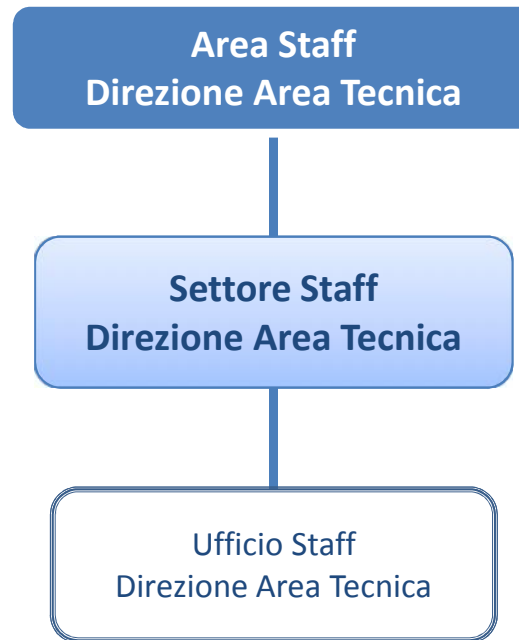 Area Staff
Direzione Area Tecnica
Settore Staff
Direzione Area Tecnica
Ufficio Staff
Direzione Area Tecnica